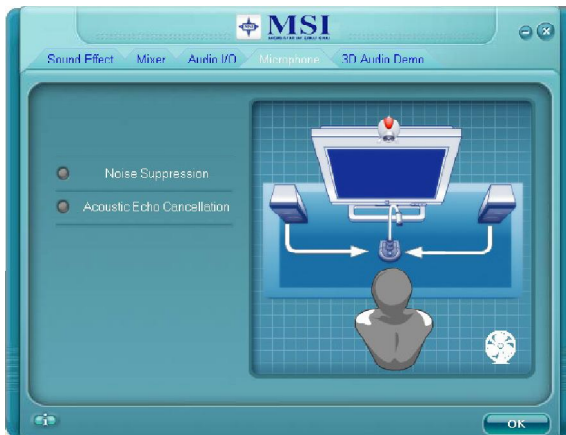 MSI
Sound Effect Mixer Audio I/O Microphone 3D Audio Demo
Noise Suppression
Acoustic Echo Cancellation
OK